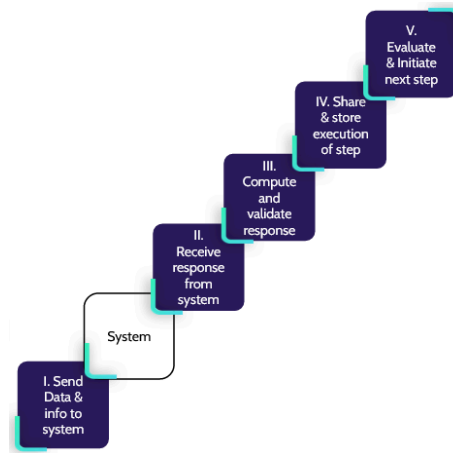 V.
Evaluate
& Initiate
next step
IV. Share
& store
execution
of step
III.
Compute
and
validate
response
II.
Receive
response
from
system
System
I. Send
Data &
info to
system